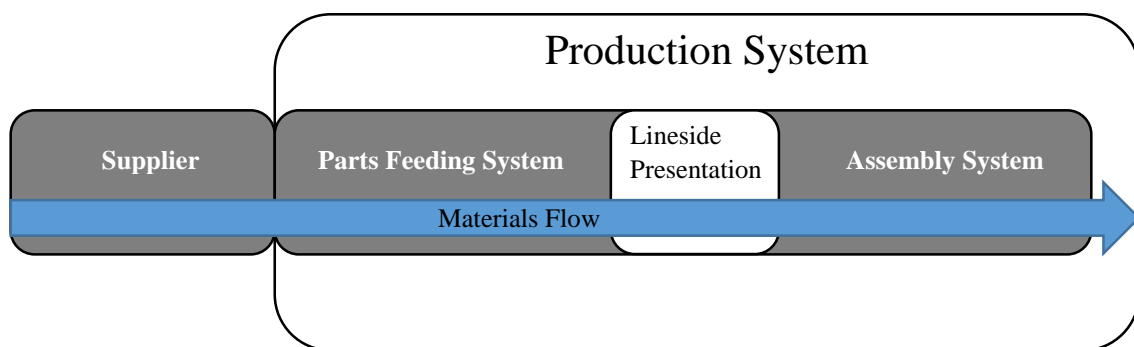 Production System
Supplier
Parts Feeding System
Lineside
Presentation
Assembly System
Materials Flow